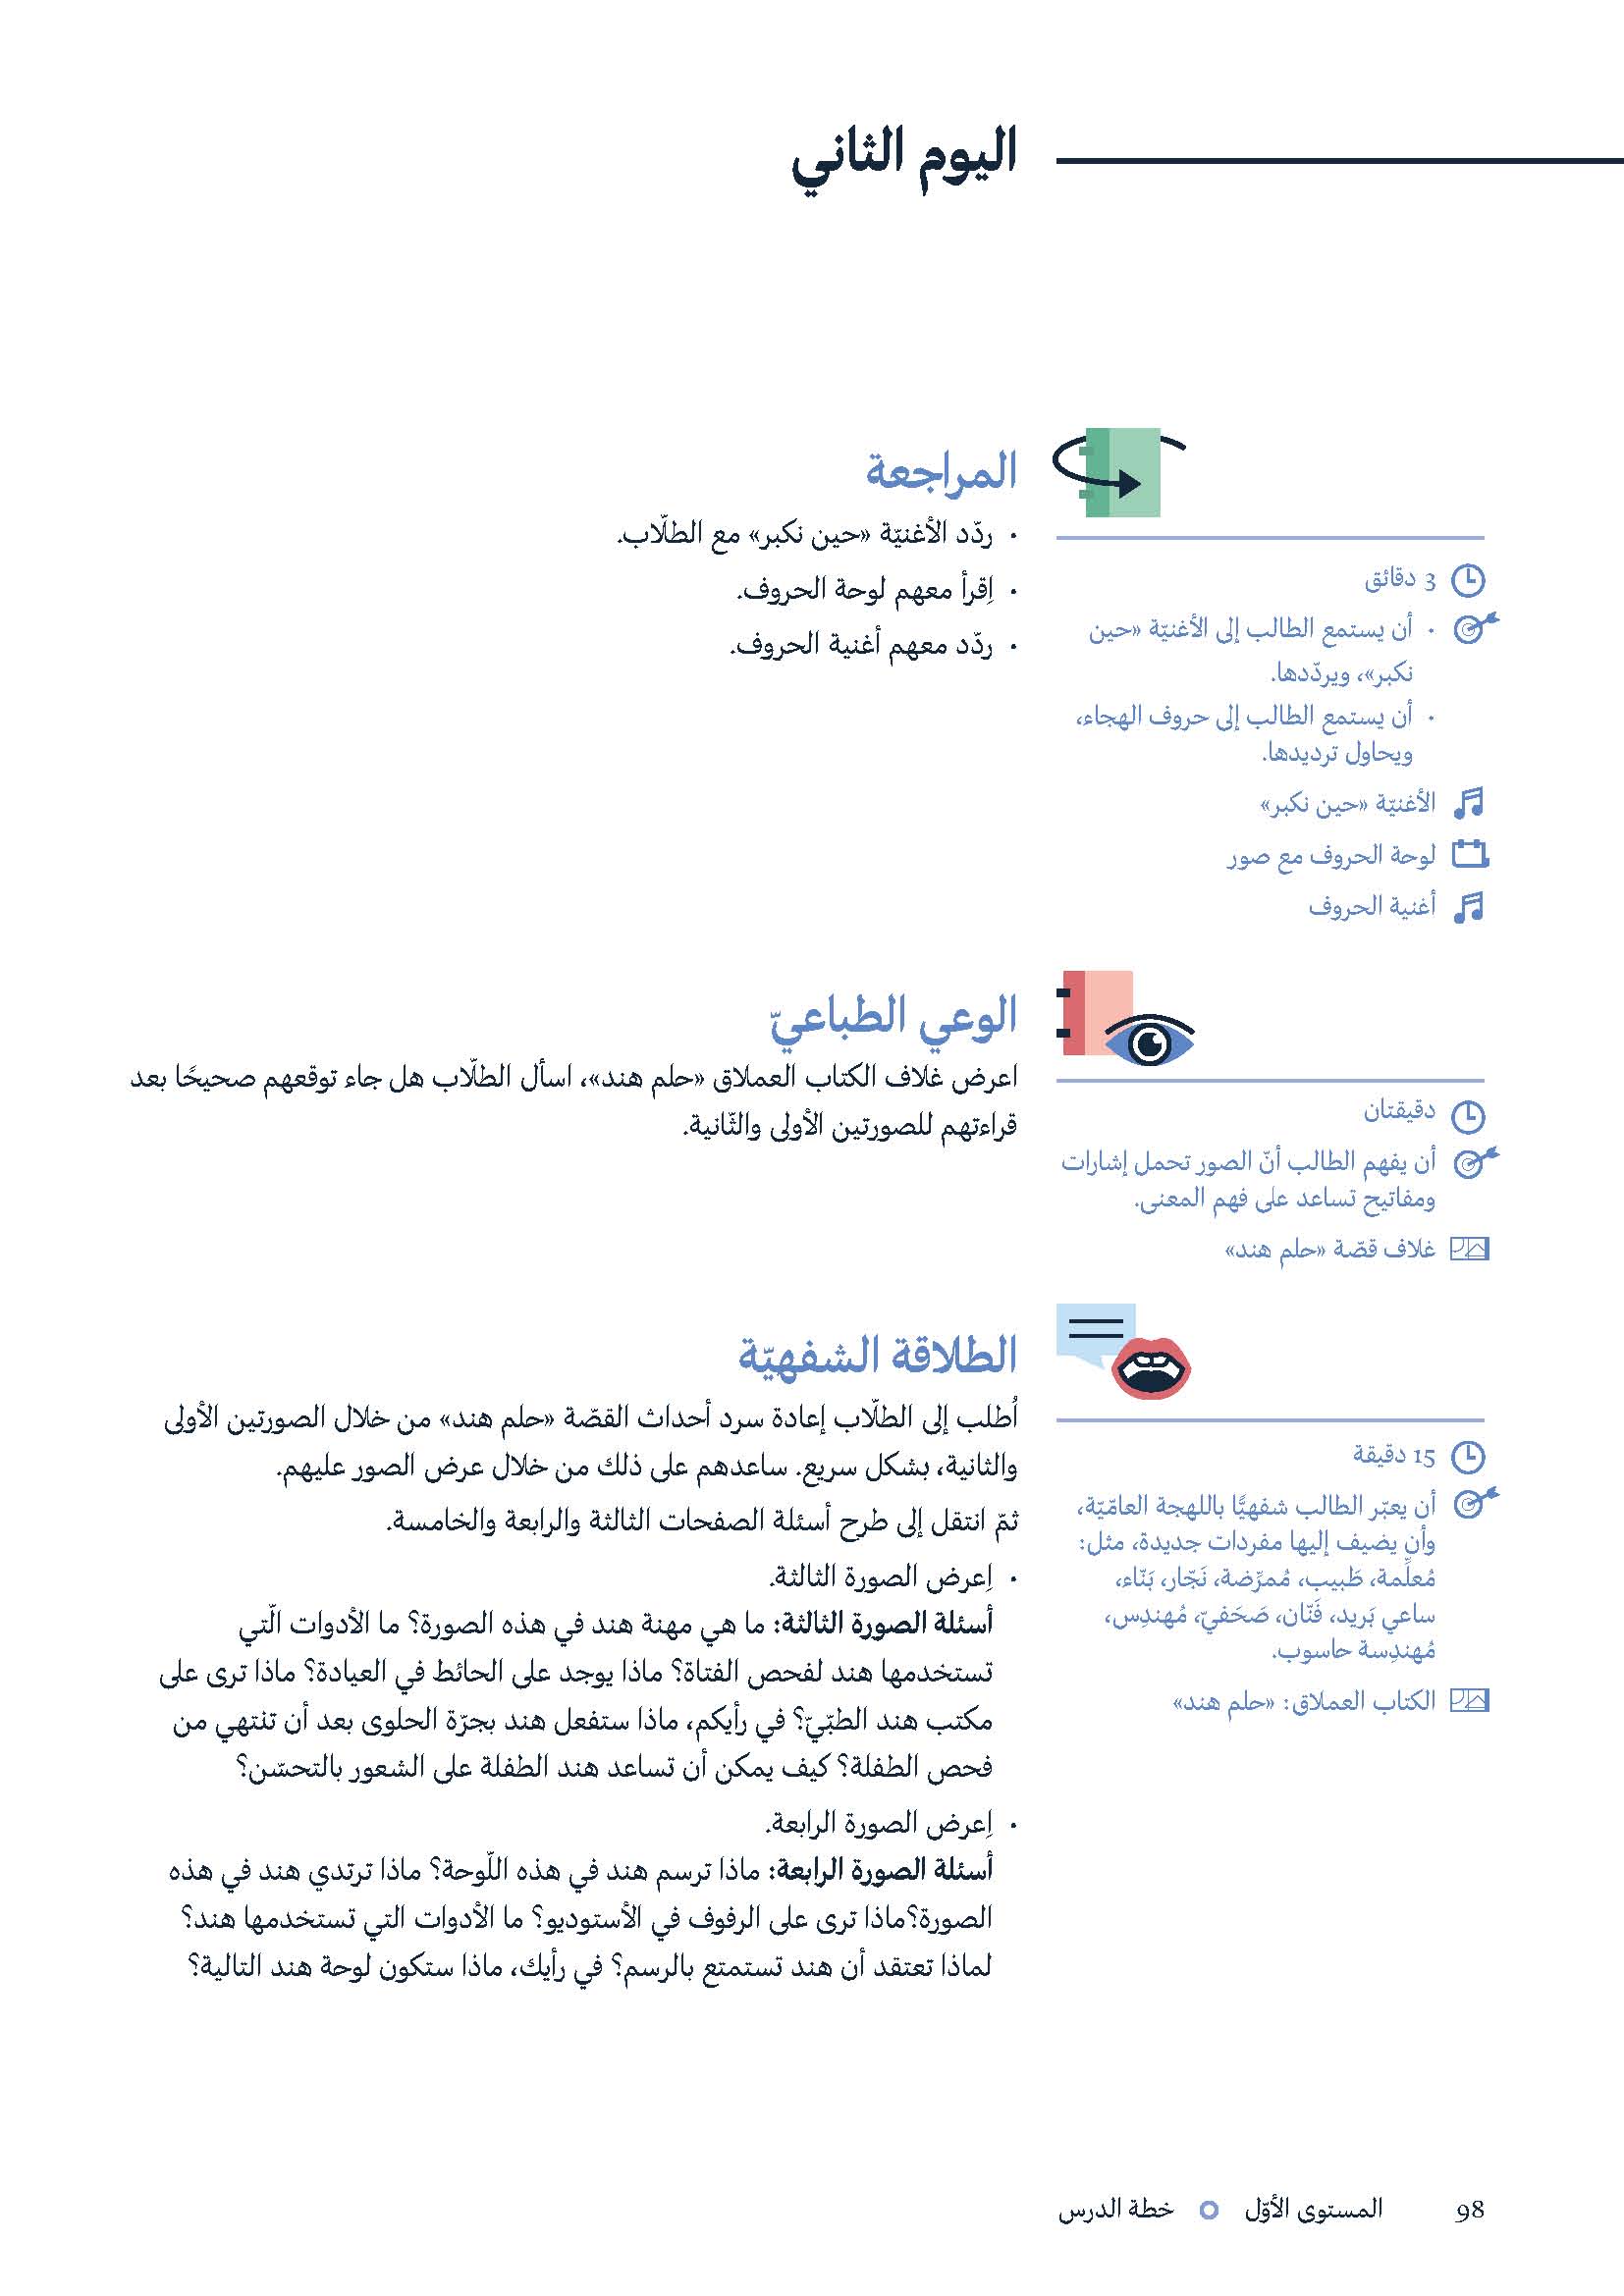 اليوم الثاني
المراجعة
• ردّد الأغنيّة «حين نكبر» مع الطلّاب.
• اِقرأ معهم لوحة الحروف.
• ردّد معهم أغنية الحروف.
3 دقائق
• أن يستمع الطالب إلى الأغنيّة «حين
نكبر»، ويردّدها.
• أن يستمع الطالب إلى حروف الهجاء،
ويحاول ترديدها.
الأغنيّة «حين نكبر»
لوحة الحروف مع صور
أغنية الحروف
الوعي الطباعيّ
اعرض غلاف الكتاب العملاق «حلم هند»، اسأل الطلّاب هل جاء توقعهم صحيحًا بعد
قراءتهم للصورتين الأولى والثّانية.
دقيقتان
أن يفهم الطالب أنّ الصور تحمل إشارات
ومفاتيح تساعد على فهم المعنى.
غلاف قصّة «حلم هند»
الطلاقة الشفهيّة
اُطلب إلى الطلّاب إعادة سرد أحداث القصّة «حلم هند» من خلال الصورتين الأولى
والثانية، بشكل سريع. ساعدهم على ذلك من خلال عرض الصور عليهم.
ثمّ انتقل إلى طرح أسئلة الصفحات الثالثة والرابعة والخامسة.
• اِعرض الصورة الثالثة.
أسئلة الصورة الثالثة: ما هي مهنة هند في هذه الصورة؟ ما الأدوات الّتي
تستخدمها هند لفحص الفتاة؟ ماذا يوجد على الحائط في العيادة؟ ماذا ترى على
مكتب هند الطبّيّ؟ في رأيكم، ماذا ستفعل هند بجرّة الحلوى بعد أن تنتهي من
فحص الطفلة؟ كيف يمكن أن تساعد هند الطفلة على الشعور بالتحسّن؟
• اِعرض الصورة الرابعة.
أسئلة الصورة الرابعة: ماذا ترسم هند في هذه اللّوحة؟ ماذا ترتدي هند في هذه
الصورة؟ماذا ترى على الرفوف في الأستوديو؟ ما الأدوات التي تستخدمها هند؟
لماذا تعتقد أن هند تستمتع بالرسم؟ في رأيك، ماذا ستكون لوحة هند التالية؟
15 دقيقة
أن يعبّر الطالب شفهيًّا باللهجة العامّيّة،
وأن يضيف إليها مفردات جديدة، مثل:
مُعلِّمة، طَبيب، مُمرِّضة، نَجّار، بَنّاء،
ساعي بَريد، فَنّان، صَحَفيّ، مُهندِس،
مُهندِسة حاسوب.
الكتاب العملاق: «حلم هند»
98 المستوى الأوّل خطة الدرس